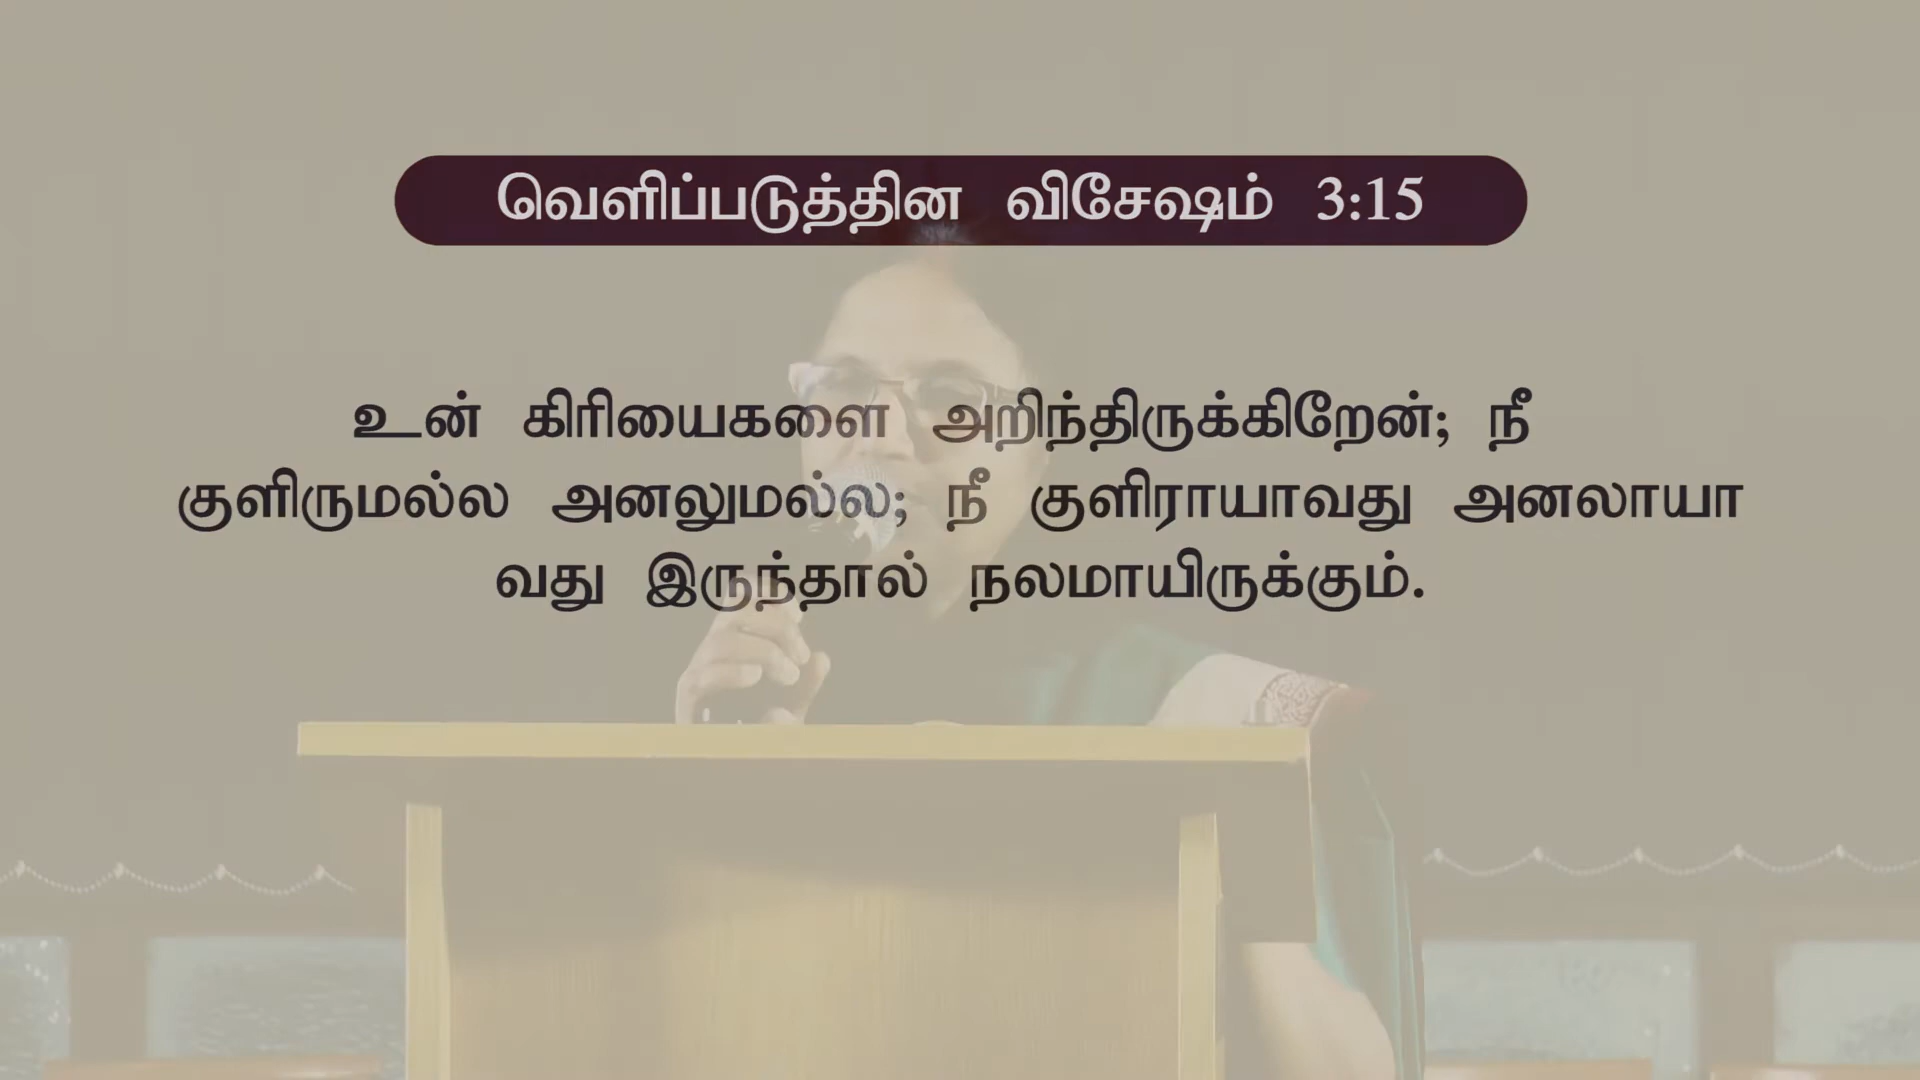 வெளிப்படுத்தின விசேஷம் 3:15
உன் கிரியைகளை அறிந்திருக்கிறேன்; நீ
குளிருமல்ல அனலுமல்ல; நீ குளிராயாவது அனலாயா
வது இருந்தால் நலமாயிருக்கும்.